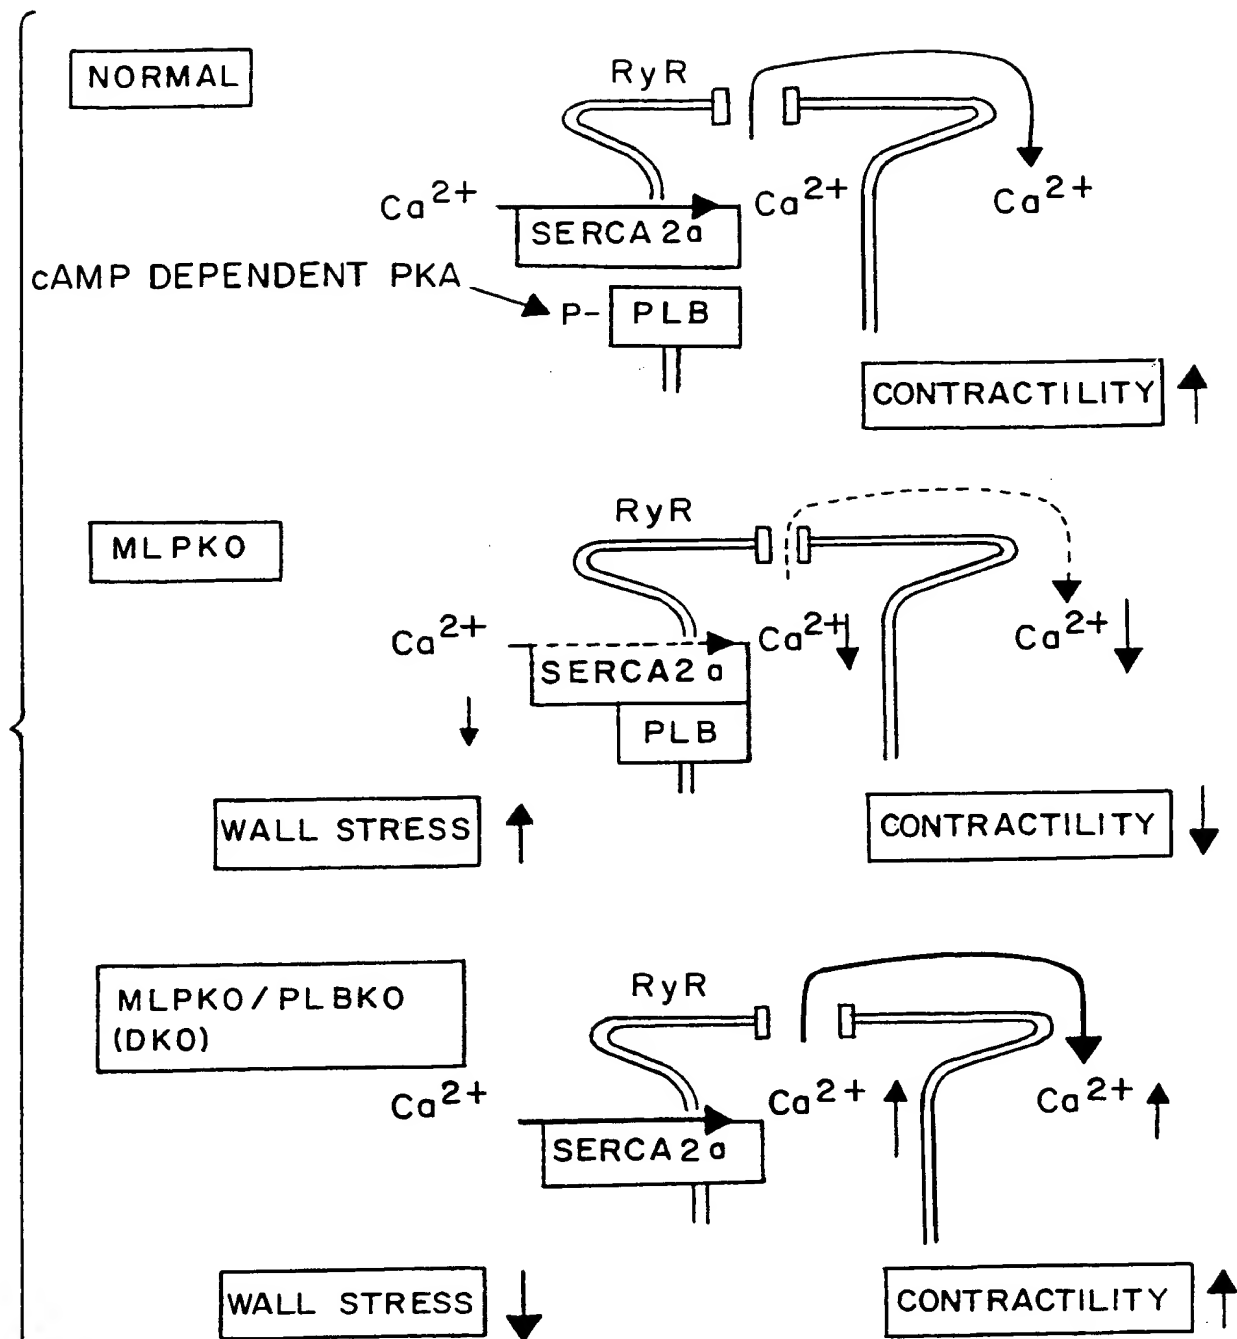 NORMAL
RyR
Ca2+
SERCA2a
Ca2+
Ca2+
cAMP DEPENDENT PKA
P- PLB
CONTRACTILITY
MLPKO
RyR
Ca2+
SERCA2a
Ca2+
Ca2+
PLB
WALL STRESS
CONTRACTILITY
MLPKO/PLBKO
(DKO)
RyR
Ca2+
SERCA2a
Ca2+
Ca2+
WALL STRESS
CONTRACTILITY